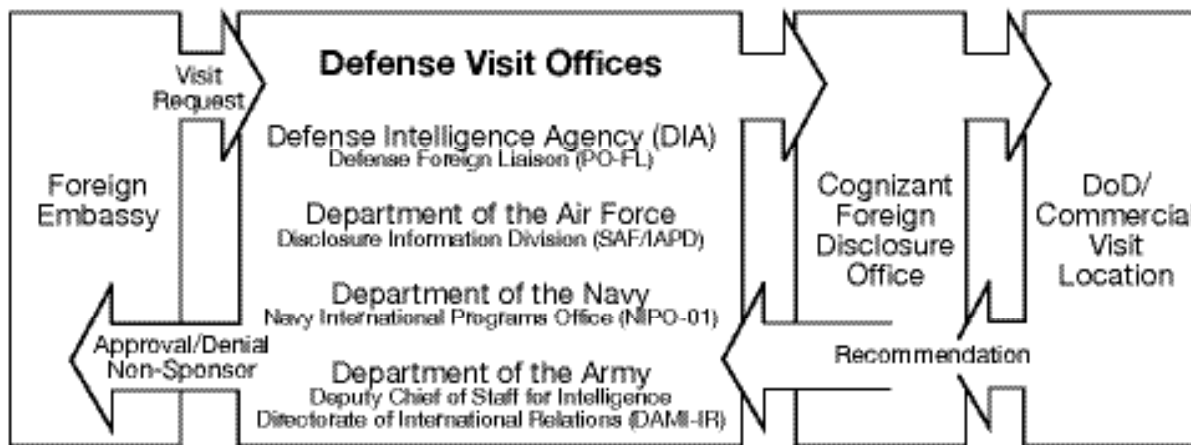 Visit
Request
Foreign
Embassy
Approval/Denial
Non-Sponsor
Defense Visit Offices
Defense Intelligence Agency (DIA)
Defense Foreign Liaison (PO-FL)
Department of the Air Force
Disclosure Information Division (SAF/IAPD)
Department of the Navy
Navy International Programs Office (NIPO-01)
Department of the Army
Deputy Chief of Staff for Intelligence
Directorate of International Relations (DAMI-IR)
Cognizant
Foreign
Disclosure
Office
Recommendation
DoD/
Commercial
Visit
Location